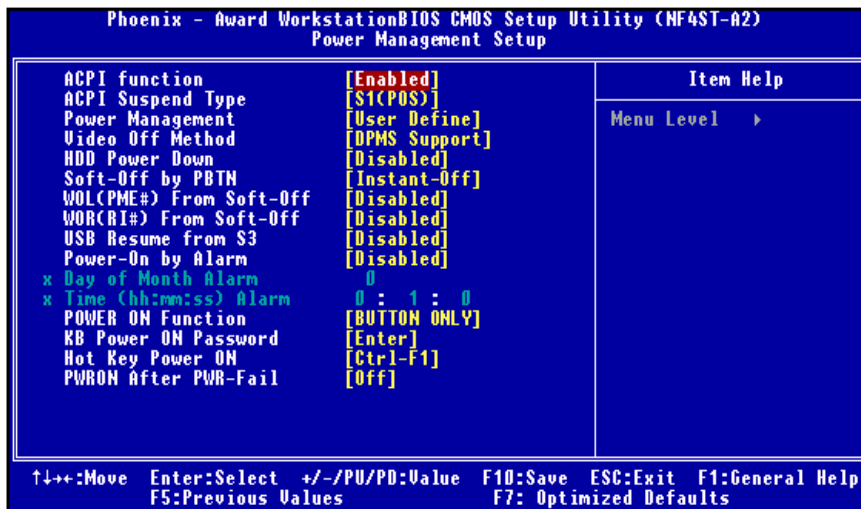 Phoenix - Award WorkstationBIOS CMOS Setup Utility (NF4ST-A2)
Power Management Setup
ACPI function [Enabled]
ACPI Suspend Type [S1(POS)]
Power Management [User Define]
Video Off Method [DPMS Support]
HDD Power Down [Disabled]
Soft-Off by PBTN [Instant-Off]
WOL(PME#) From Soft-Off [Disabled]
WOR(RI#) From Soft-Off [Disabled]
USB Resume from S3 [Disabled]
Power-On by Alarm [Disabled]
x Day of Month Alarm 0
x Time (hh:mm:ss) Alarm 0 : 1 : 0
POWER ON Function [BUTTON ONLY]
KB Power ON Password [Enter]
Hot Key Power ON [Ctrl-F1]
PWRON After PWR-Fail [Off]
Item Help
Menu Level ▸
↑↓→←:Move Enter:Select +/-/PU/PD:Value F10:Save ESC:Exit F1:General Help
F5:Previous Values F7: Optimized Defaults